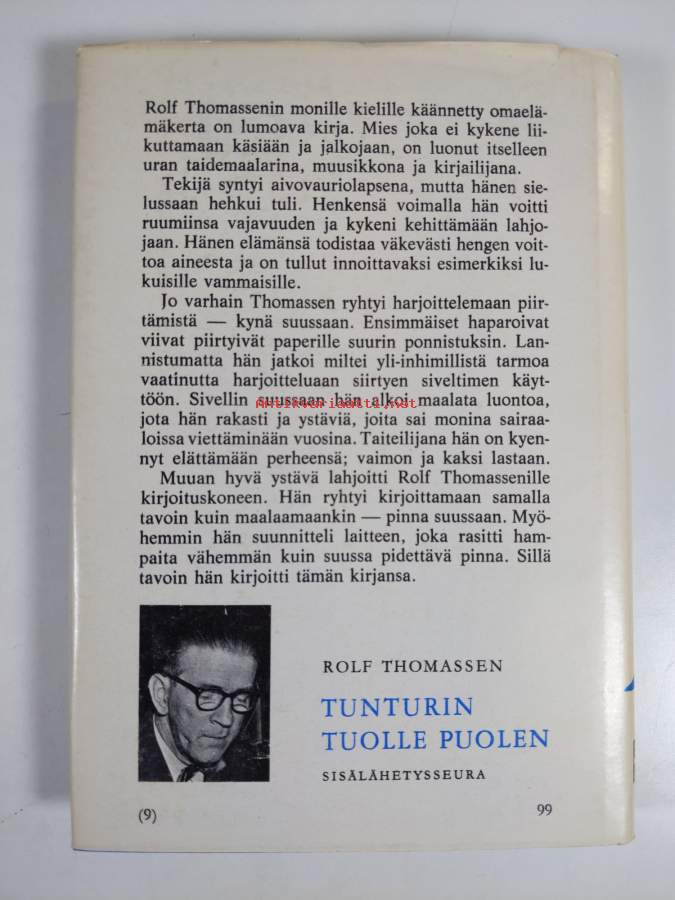 Rolf Thomassenin monille kielille käännetty omaelä-
mäkerta on lumoava kirja. Mies joka ei kykene lii-
kuttamaan käsiään ja jalkojaan, on luonut itselleen
uran taidemaalarina, muusikkona ja kirjailijana.
Tekijä syntyi aivovauriolapsena, mutta hänen sie-
lussaan hehkui tuli. Henkensä voimalla hän voitti
ruumiinsa vajavuuden ja kykeni kehittämään lahjo-
jaan. Hänen elämänsä todistaa väkevästi hengen voit-
toa aineesta ja on tullut innoittavaksi esimerkiksi lu-
kuisille vammaisille.
Jo varhain Thomassen ryhtyi harjoittelemaan piir-
tämistä — kynä suussaan. Ensimmäiset haparoivat
viivat piirtyivät paperille suurin ponnistuksin. Lan-
nistumatta hän jatkoi miltei yli-inhimillistä tarmoa
vaatinutta harjoitteluaan siirtyen siveltimen käyt-
töön. Sivellin suussaan hän alkoi maalata luontoa,
Antikvariaatti.net
jota hän rakasti ja ystäviä, joita sai monina sairaa-
loissa viettäminään vuosina. Taiteilijana hän on kyen-
nyt elättämään perheensä; vaimon ja kaksi lastaan.
Muuan hyvä ystävä lahjoitti Rolf Thomassenille
kirjoituskoneen. Hän ryhtyi kirjoittamaan samalla
tavoin kuin maalaamaankin — pinna suussaan. Myö-
hemmin hän suunnitteli laitteen, joka rasitti ham-
paita vähemmän kuin suussa pidettävä pinna. Sillä
tavoin hän kirjoitti tämän kirjansa.
ROLF THOMASSEN
TUNTURIN
TUOLLE PUOLEN
SISÄLÄHETYSSEURA
(9)
99